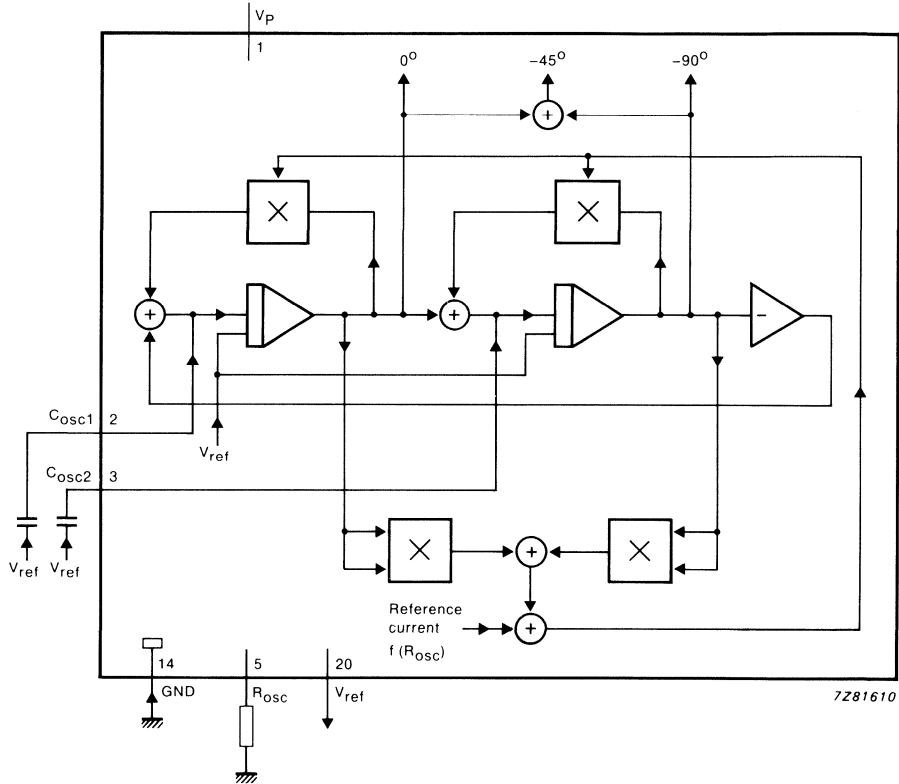 V_P
1
0°
−45°
−90°
+
×
×
+
+
−
C_osc1 2
V_ref
C_osc2 3
V_ref V_ref
×
+
×
Reference
current
f (R_osc)
+
14 5 20
GND R_osc V_ref
7Z81610